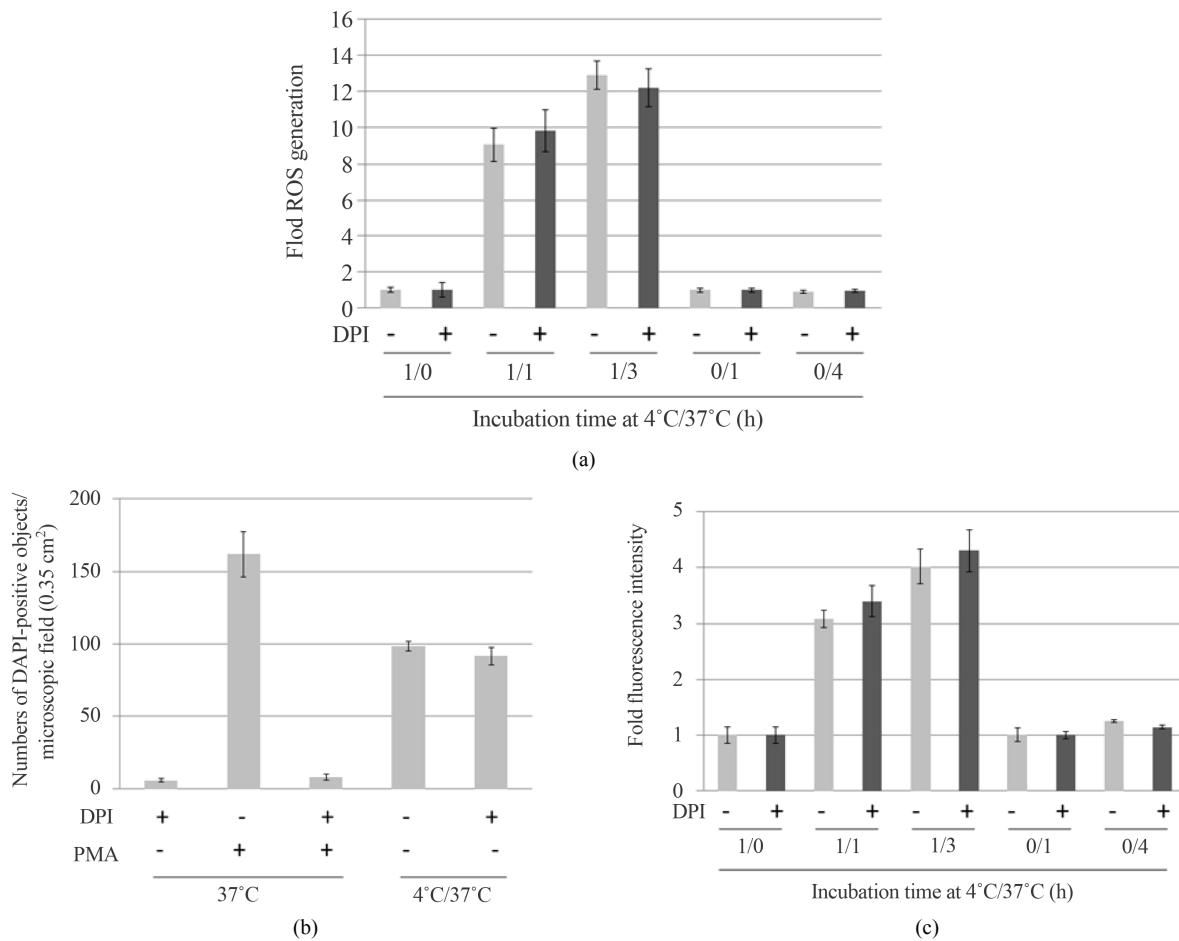 16
14
12
10
8
6
4
2
0
Flod ROS generation
DPI - + - + - + - + - +
1/0 1/1 1/3 0/1 0/4
Incubation time at 4˚C/37˚C (h)
(a)
200
150
100
50
0
Numbers of DAPI-positive objects/
microscopic field (0.35 cm²)
DPI + - + - +
PMA - + + - -
37˚C 4˚C/37˚C
(b)
5
4
3
2
1
0
Fold fluorescence intensity
DPI - + - + - + - + - +
1/0 1/1 1/3 0/1 0/4
Incubation time at 4˚C/37˚C (h)
(c)